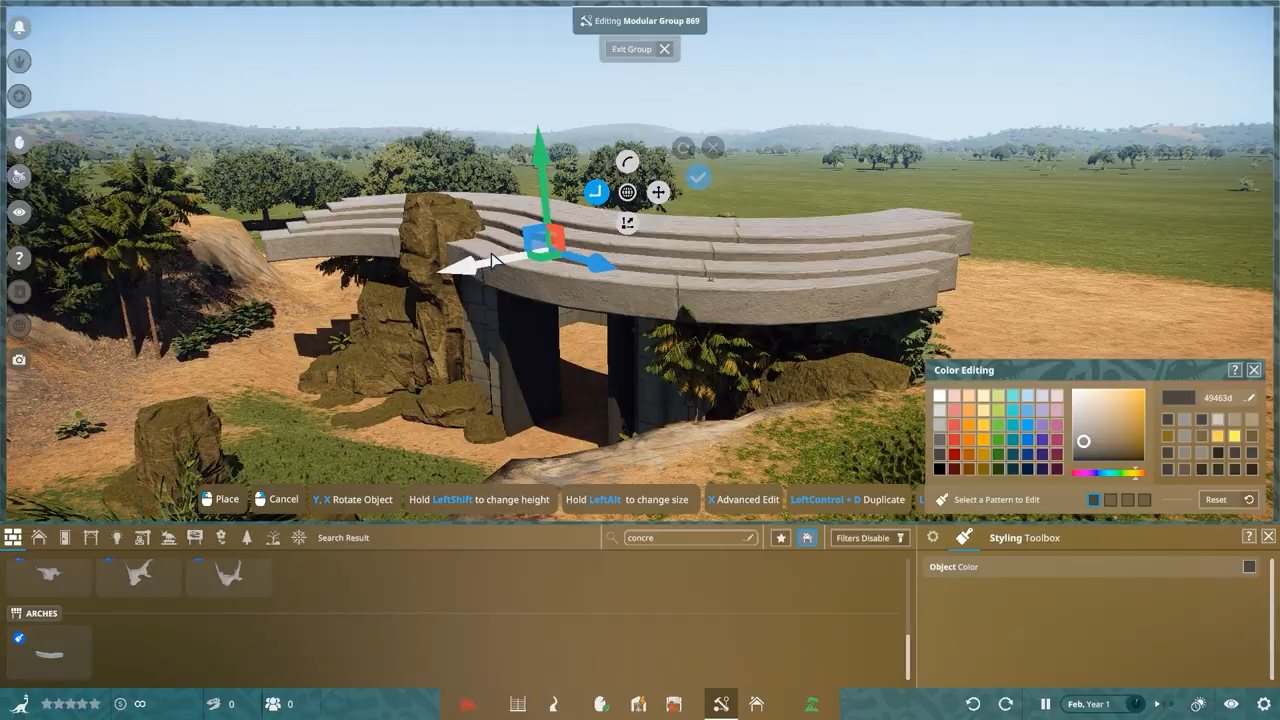 Editing Modular Group 869
Exit Group
Color Editing
?
49463d
Place
Cancel
Y, X Rotate Object
Hold LeftShift to change height
Hold LeftAlt to change size
X Advanced Edit
LeftControl + D Duplicate
Select a Pattern to Edit
Reset
Search Result
concre
Filters Disable
Styling Toolbox
?
Object Color
ARCHES
0
0
Feb, Year 1
?